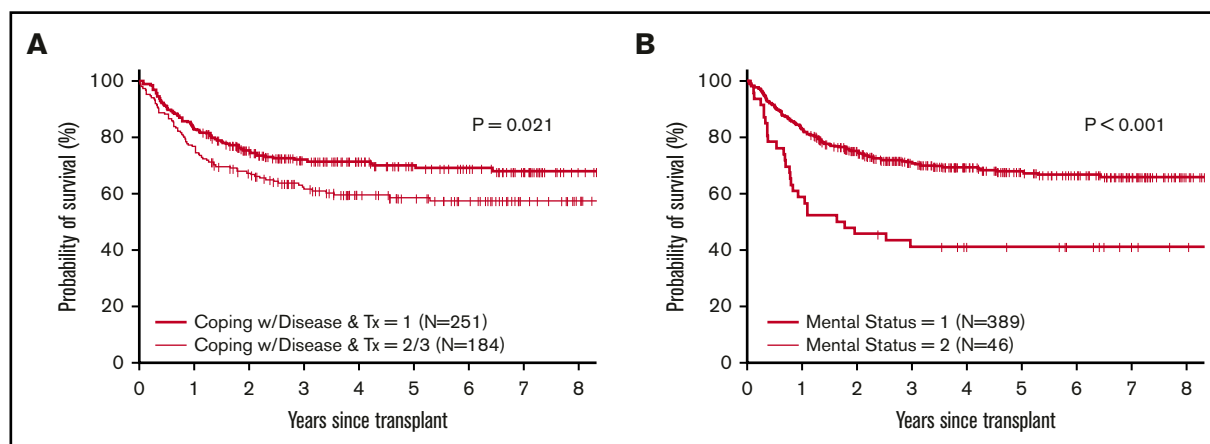 A
100
80
60
40
20
0
Probability of survival (%)
P = 0.021
Coping w/Disease & Tx = 1 (N=251)
Coping w/Disease & Tx = 2/3 (N=184)
0 1 2 3 4 5 6 7 8
Years since transplant
B
100
80
60
40
20
0
Probability of survival (%)
P < 0.001
Mental Status = 1 (N=389)
Mental Status = 2 (N=46)
0 1 2 3 4 5 6 7 8
Years since transplant